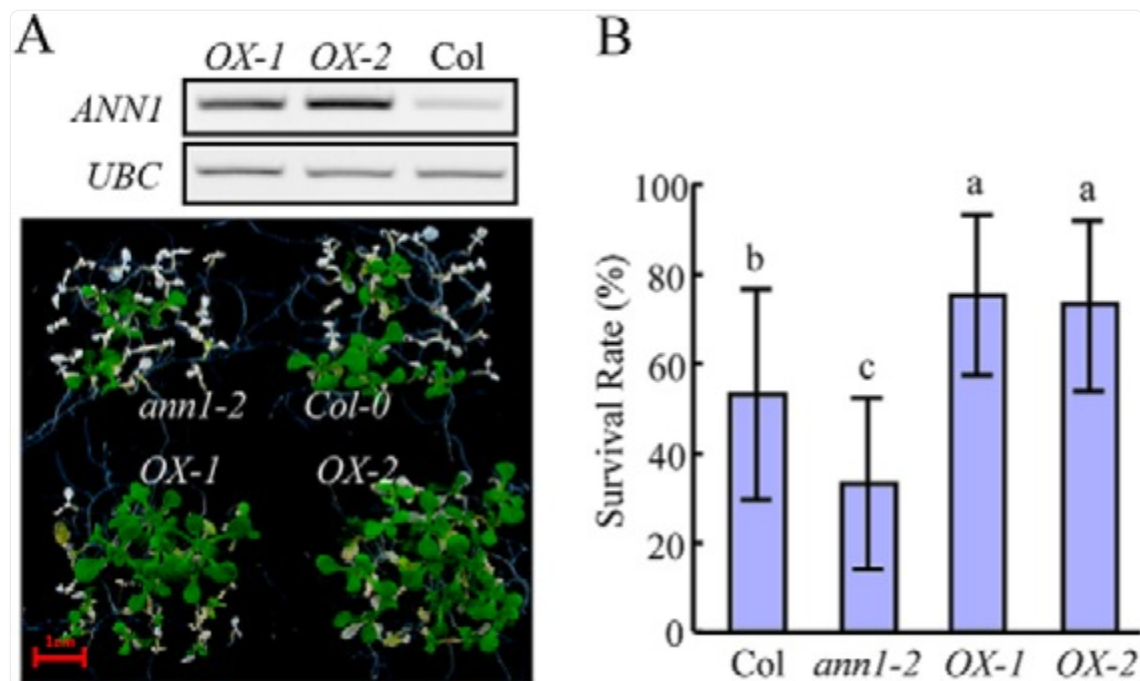 A
OX-1 OX-2 Col
ANN1
UBC
ann1-2 Col-0
OX-1 OX-2
1cm
B
Survival Rate (%)
100
80
60
40
20
0
b
c
a
a
Col ann1-2 OX-1 OX-2